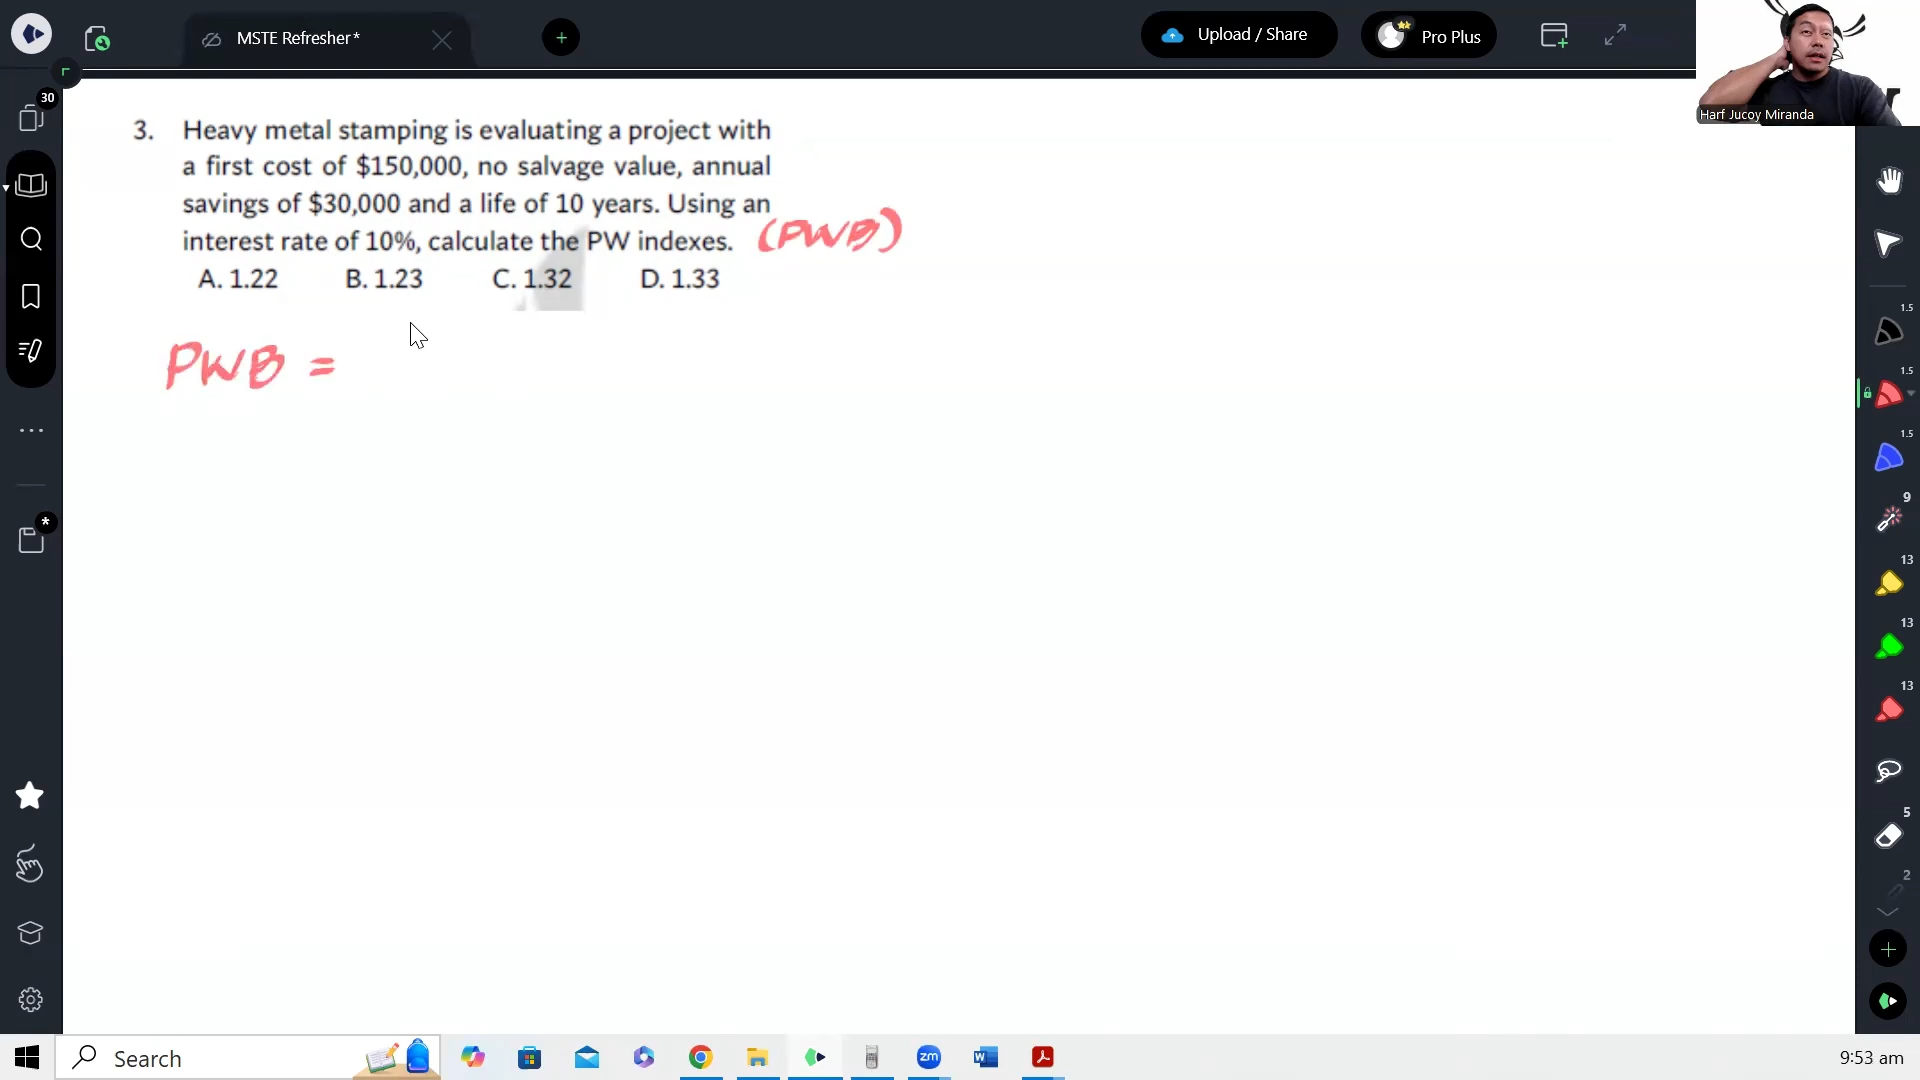 MSTE Refresher*
Upload / Share
Pro Plus
Harf Jucoy Miranda
30
3. Heavy metal stamping is evaluating a project with
a first cost of $150,000, no salvage value, annual
savings of $30,000 and a life of 10 years. Using an
interest rate of 10%, calculate the PW indexes. (PWB)
A. 1.22 B. 1.23 C. 1.32 D. 1.33
PWB =
1.5
1.5
1.5
9
13
13
13
5
2
Search
zm
9:53 am